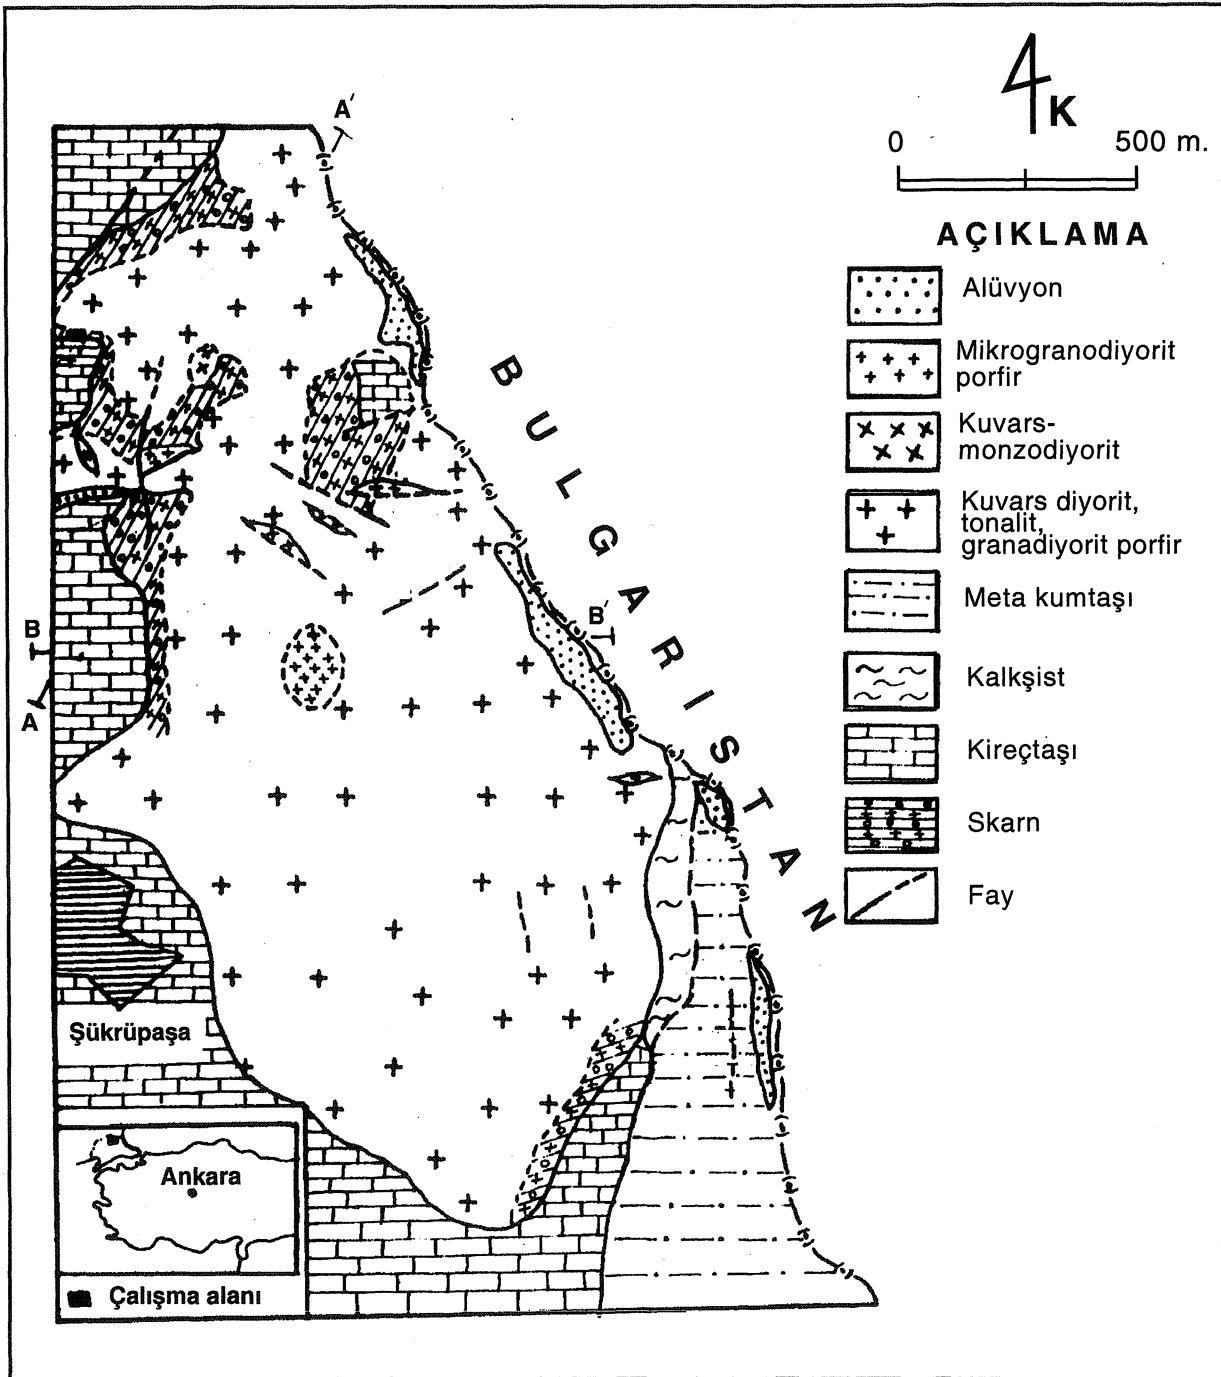 K
0 500 m.
AÇIKLAMA
Alüvyon
Mikrogranodiyorit
porfir
Kuvars-
monzodiyorit
Kuvars diyorit,
tonalit,
granadiyorit porfir
Meta kumtaşı
Kalkşist
Kireçtaşı
Skarn
Fay
A'
BULGARISTAN
B'
B
A
Şükrüpaşa
Ankara
Çalışma alanı